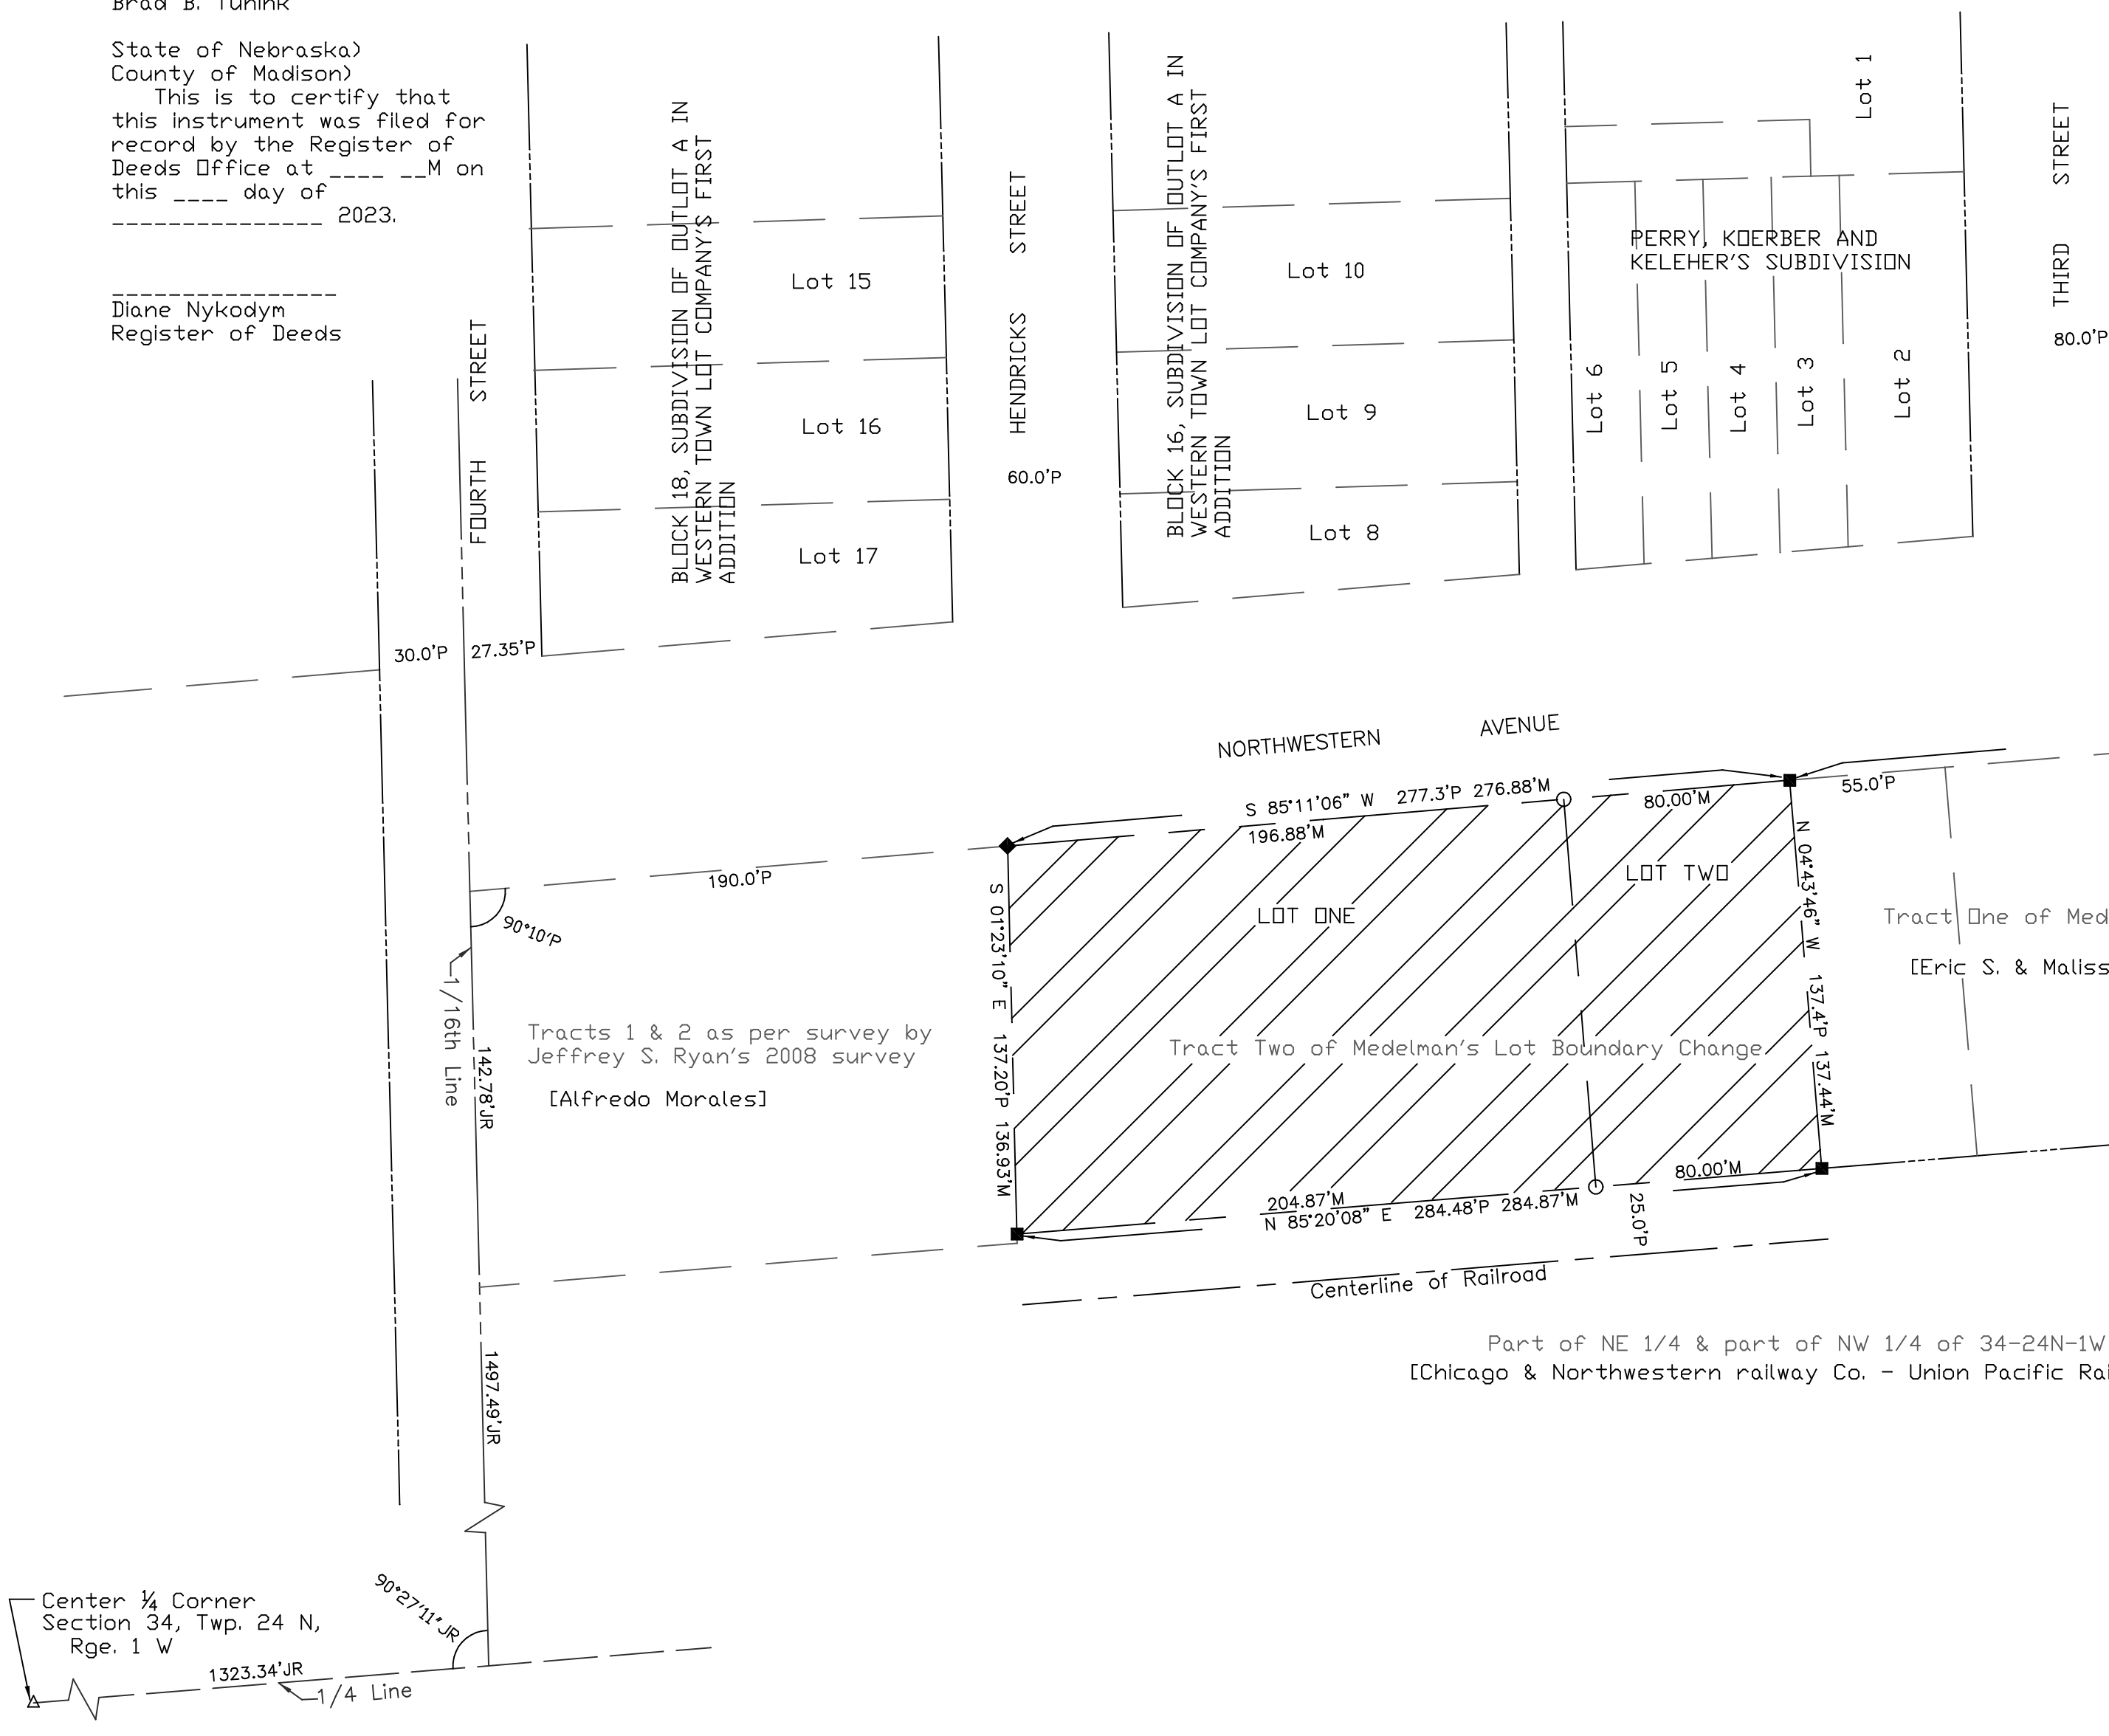 Brad B. Tunink
State of Nebraska)
County of Madison)
This is to certify that
this instrument was filed for
record by the Register of
Deeds Office at ____ __M on
this ____ day of
_______________ 2023.
________________
Diane Nykodym
Register of Deeds
FOURTH STREET
BLOCK 18, SUBDIVISION OF OUTLOT A IN
WESTERN TOWN LOT COMPANY'S FIRST
ADDITION
Lot 15
Lot 16
Lot 17
HENDRICKS STREET
60.0'P
BLOCK 16, SUBDIVISION OF OUTLOT A IN
WESTERN TOWN LOT COMPANY'S FIRST
ADDITION
Lot 10
Lot 9
Lot 8
Lot 1
PERRY, KOERBER AND
KELEHER'S SUBDIVISION
Lot 6
Lot 5
Lot 4
Lot 3
Lot 2
THIRD STREET
80.0'P
30.0'P
27.35'P
NORTHWESTERN AVENUE
S 85°11'06" W 277.3'P 276.88'M
196.88'M
80.00'M
55.0'P
190.0'P
90°10'P
1/16th Line
142.78'JR
Tracts 1 & 2 as per survey by
Jeffrey S. Ryan's 2008 survey
[Alfredo Morales]
S 01°23'10" E 137.20'P 136.93'M
LOT ONE
LOT TWO
Tract Two of Medelman's Lot Boundary Change
N 04°43'46" W 137.4'P 137.44'M
Tract One of Med
[Eric S. & Maliss
204.87'M
80.00'M
N 85°20'08" E 284.48'P 284.87'M
25.0'P
Centerline of Railroad
Part of NE 1/4 & part of NW 1/4 of 34-24N-1W
[Chicago & Northwestern railway Co. - Union Pacific Rai
1497.49'JR
90°27'11"JR
Center ¼ Corner
Section 34, Twp. 24 N,
Rge. 1 W
1323.34'JR
1/4 Line